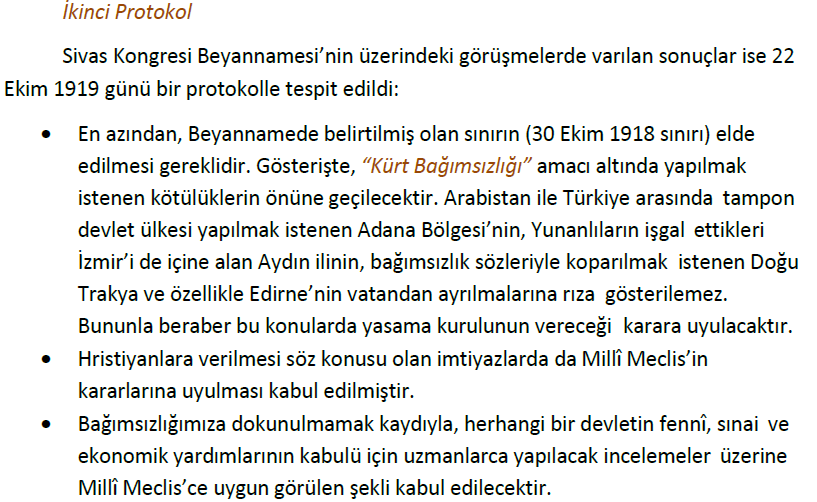 İkinci Protokol
Sivas Kongresi Beyannamesi’nin üzerindeki görüşmelerde varılan sonuçlar ise 22
Ekim 1919 günü bir protokolle tespit edildi:
• En azından, Beyannamede belirtilmiş olan sınırın (30 Ekim 1918 sınırı) elde
edilmesi gereklidir. Gösterişte, “Kürt Bağımsızlığı” amacı altında yapılmak
istenen kötülüklerin önüne geçilecektir. Arabistan ile Türkiye arasında tampon
devlet ülkesi yapılmak istenen Adana Bölgesi’nin, Yunanlıların işgal ettikleri
İzmir’i de içine alan Aydın ilinin, bağımsızlık sözleriyle koparılmak istenen Doğu
Trakya ve özellikle Edirne’nin vatandan ayrılmalarına rıza gösterilemez.
Bununla beraber bu konularda yasama kurulunun vereceği karara uyulacaktır.
• Hristiyanlara verilmesi söz konusu olan imtiyazlarda da Millî Meclis’in
kararlarına uyulması kabul edilmiştir.
• Bağımsızlığımıza dokunulmamak kaydıyla, herhangi bir devletin fennî, sınai ve
ekonomik yardımlarının kabulü için uzmanlarca yapılacak incelemeler üzerine
Millî Meclis’ce uygun görülen şekli kabul edilecektir.